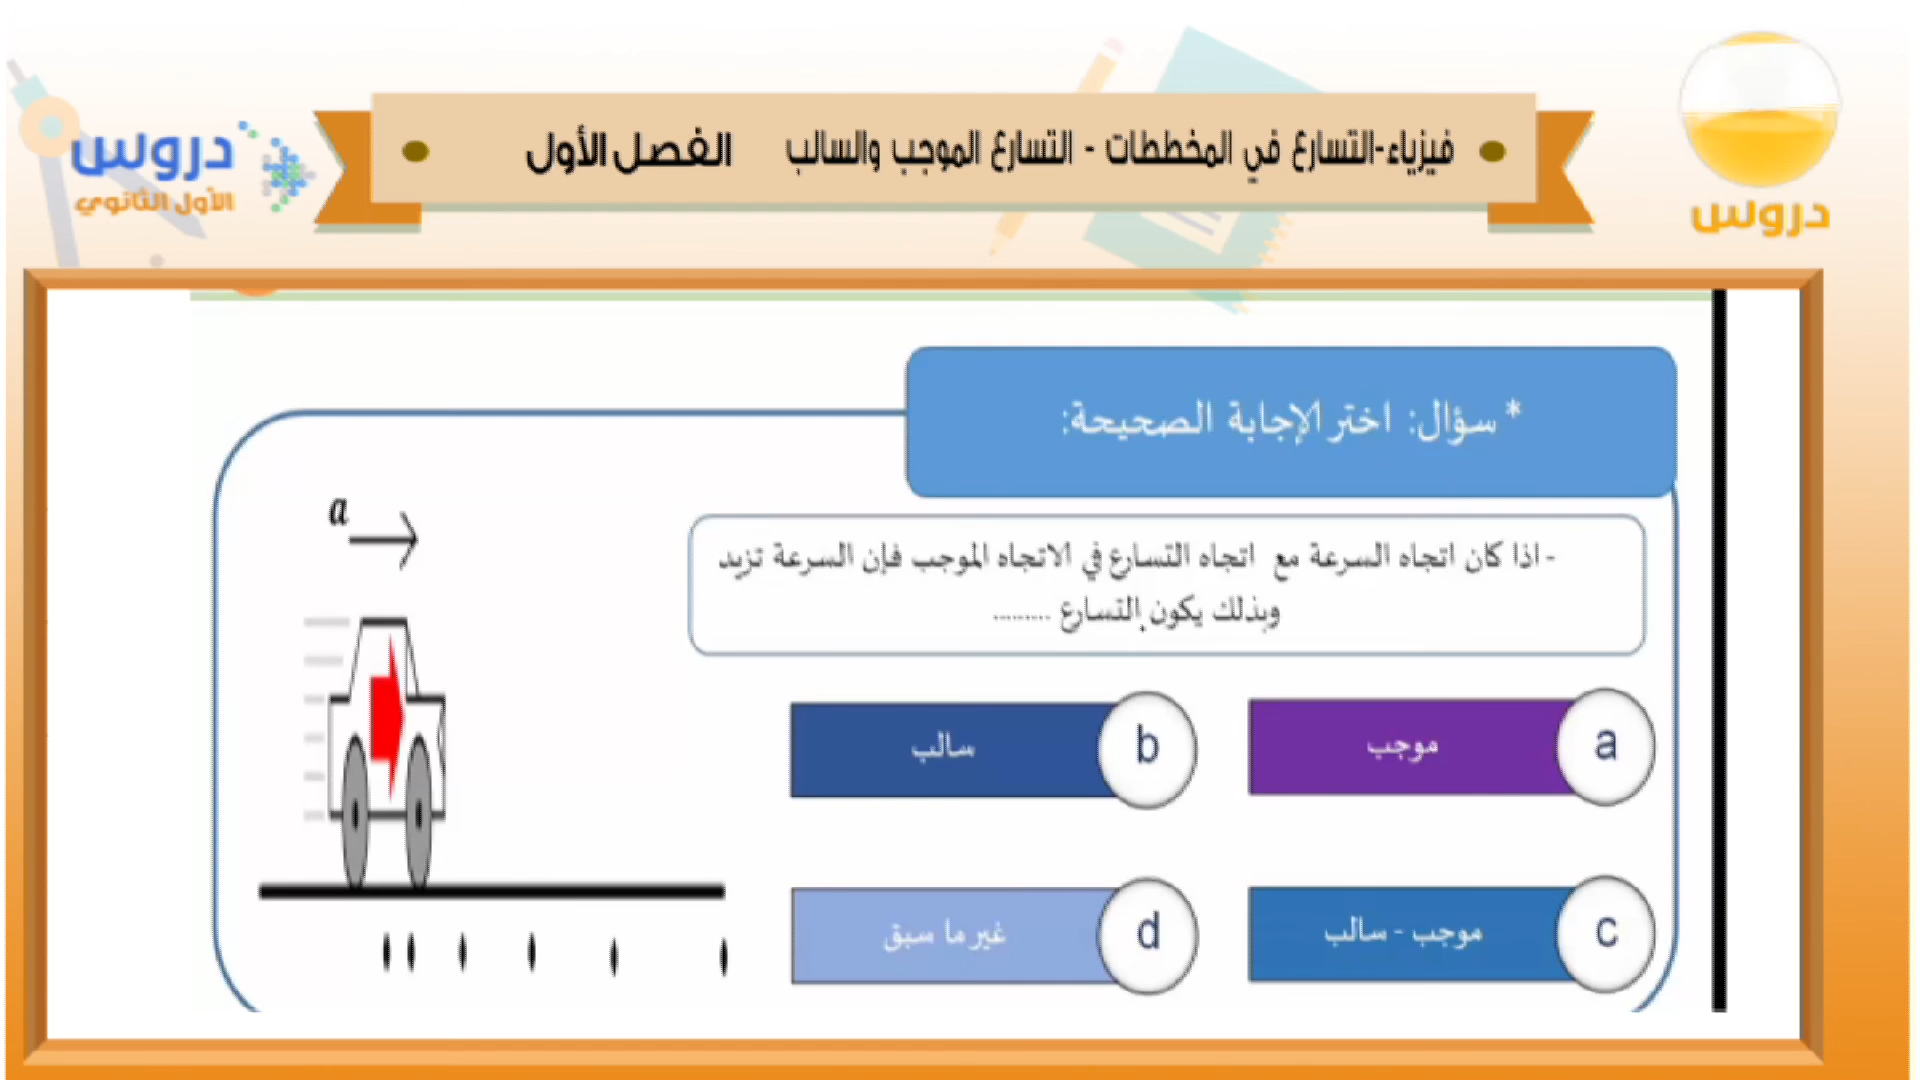 دروس
فيزياء-التسارع في المخططات - التسارع الموجب والسالب الفصل الأول
دروس
الأول الثانوي
* سؤال: اختر الإجابة الصحيحة:
a
- اذا كان اتجاه السرعة مع اتجاه التسارع في الاتجاه الموجب فإن السرعة تزيد
وبذلك يكون التسارع .........
a موجب
b سالب
c موجب - سالب
d غير ما سبق